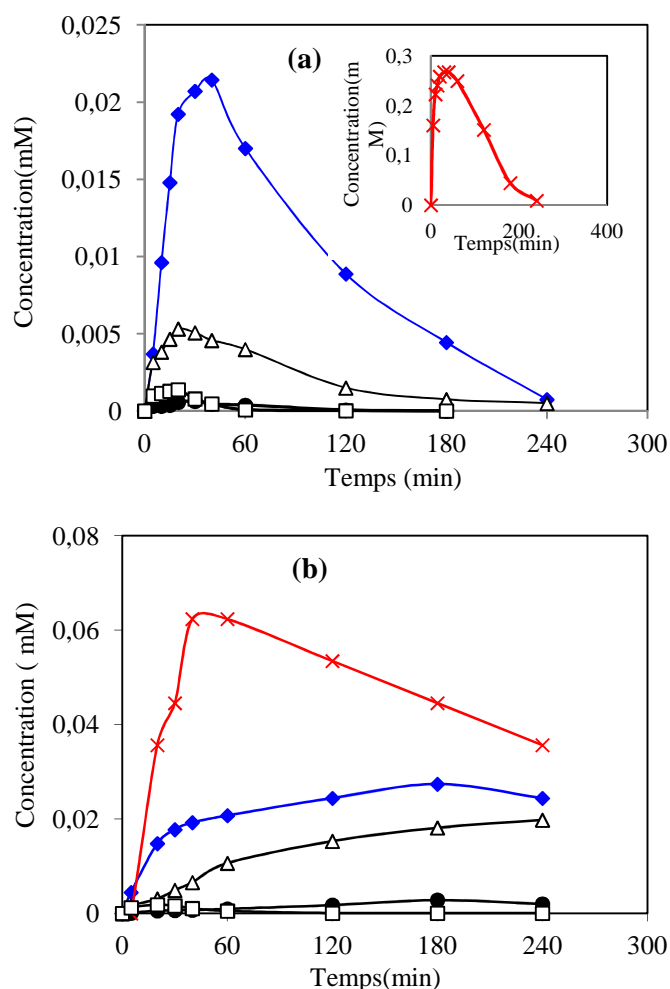 (a)
0,025
0,02
0,015
0,01
0,005
0
Concentration(mM)
0 60 120 180 240 300
Temps (min)
0,3
0,2
0,1
0
Concentration(m
M)
0 200 400
Temps(min)
(b)
0,08
0,06
0,04
0,02
0
Concentration ( mM)
0 60 120 180 240 300
Temps(min)